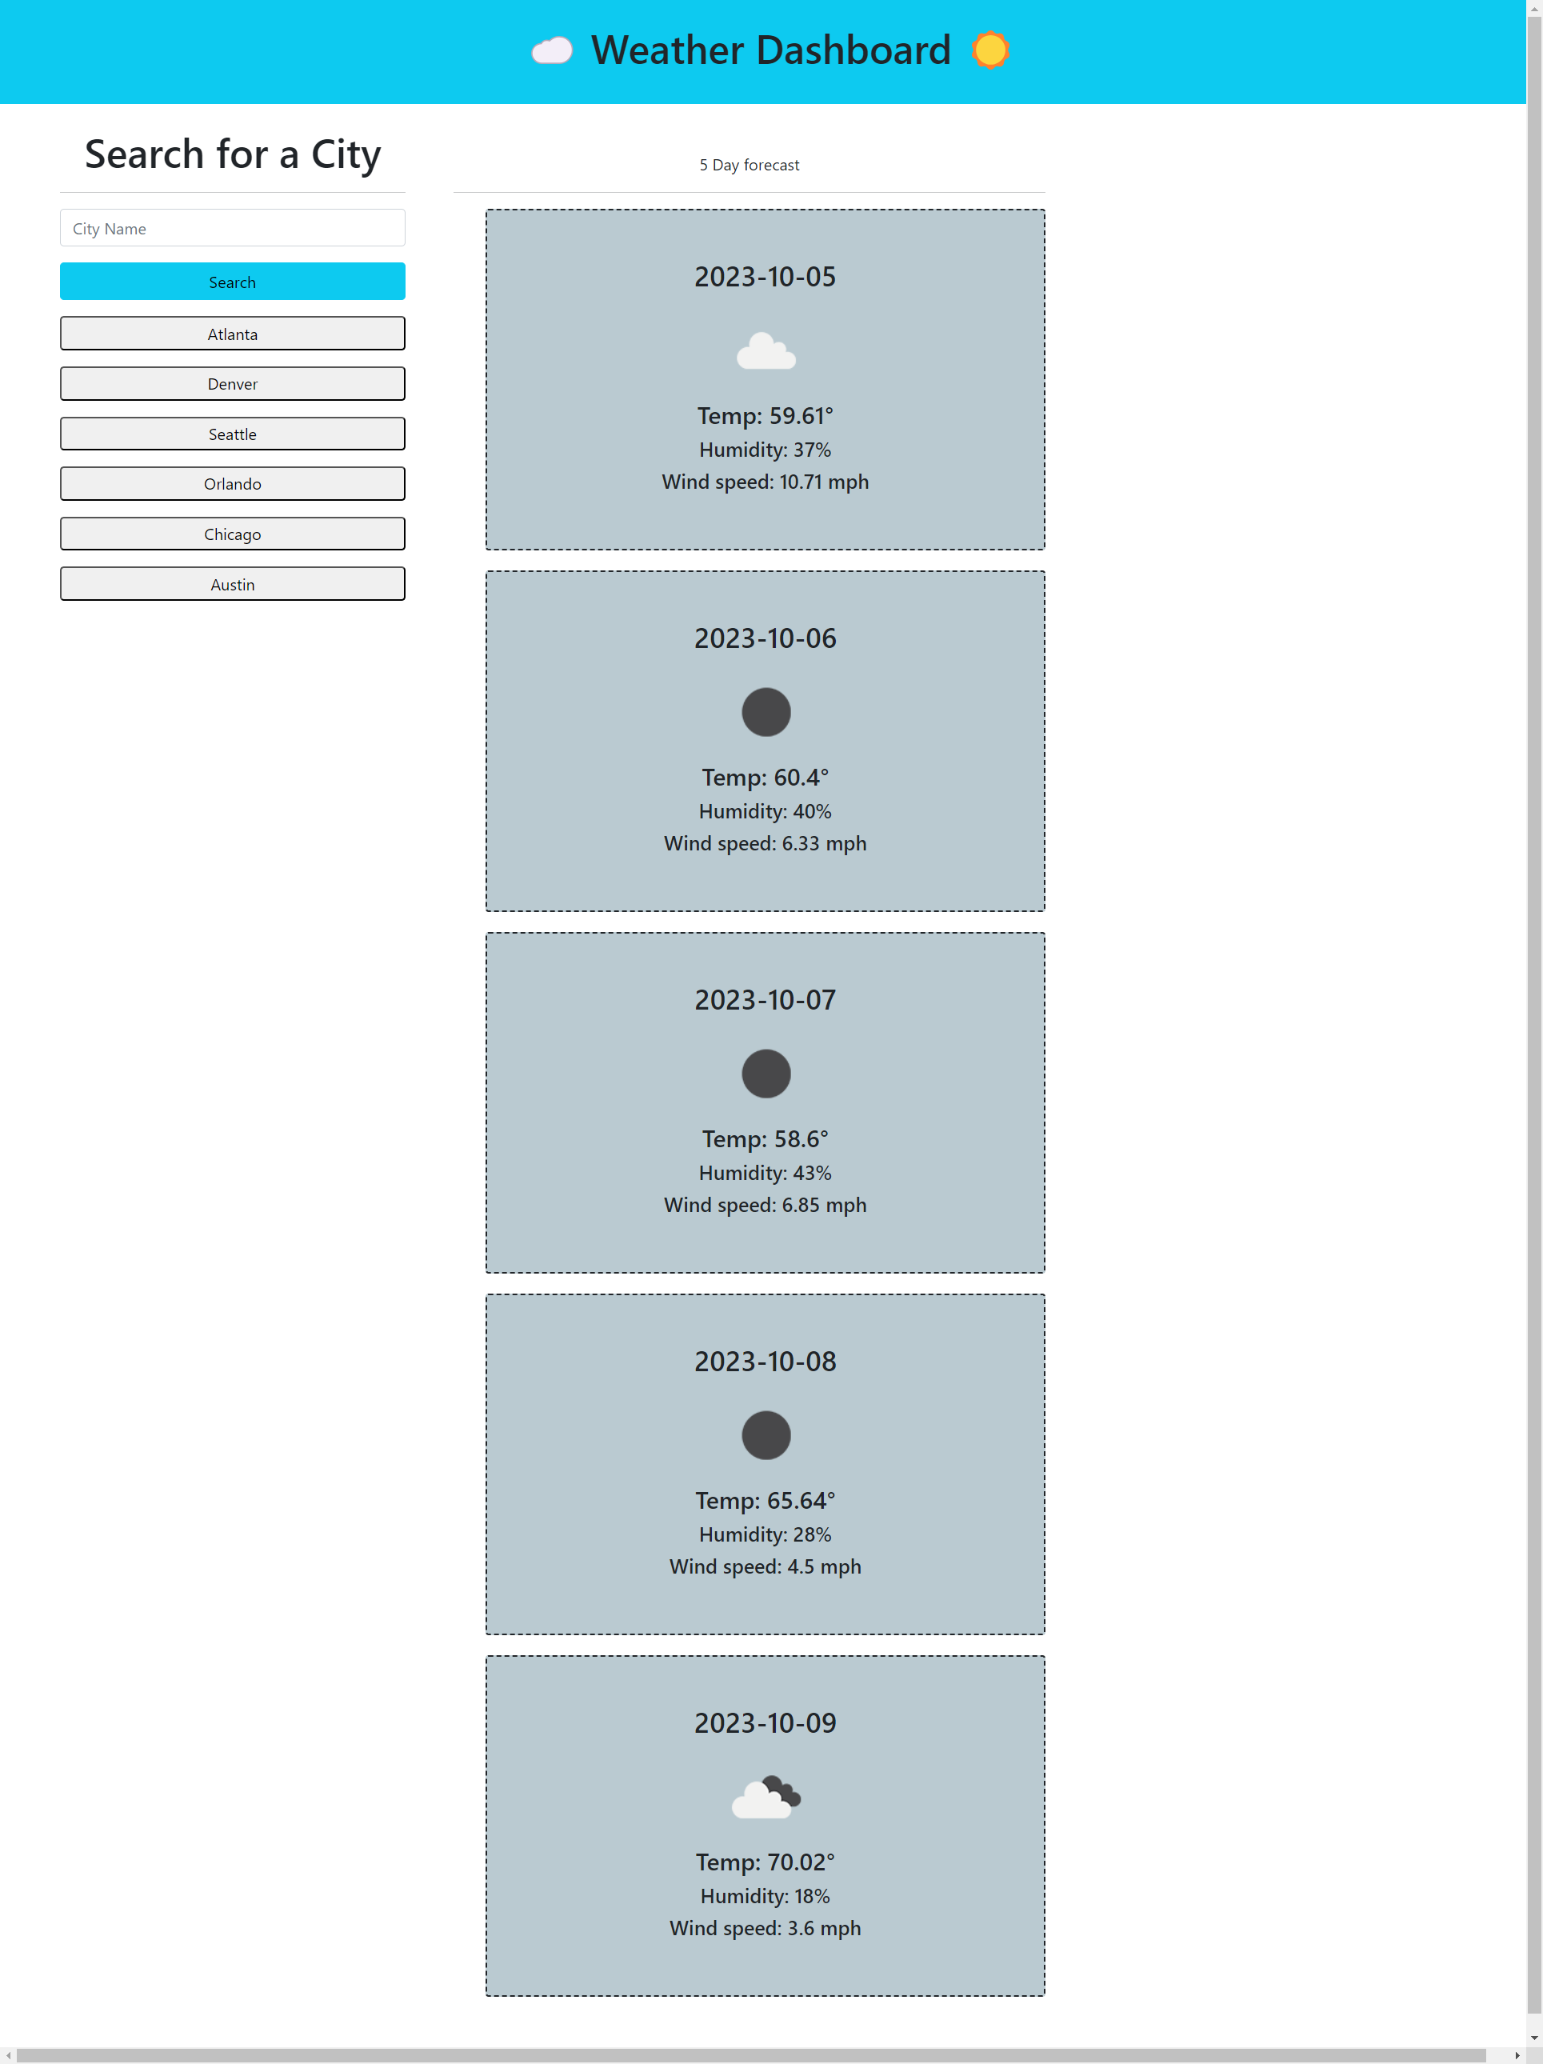 Weather Dashboard
Search for a City
City Name
Search
Atlanta
Denver
Seattle
Orlando
Chicago
Austin
5 Day forecast
2023-10-05
Temp: 59.61°
Humidity: 37%
Wind speed: 10.71 mph
2023-10-06
Temp: 60.4°
Humidity: 40%
Wind speed: 6.33 mph
2023-10-07
Temp: 58.6°
Humidity: 43%
Wind speed: 6.85 mph
2023-10-08
Temp: 65.64°
Humidity: 28%
Wind speed: 4.5 mph
2023-10-09
Temp: 70.02°
Humidity: 18%
Wind speed: 3.6 mph